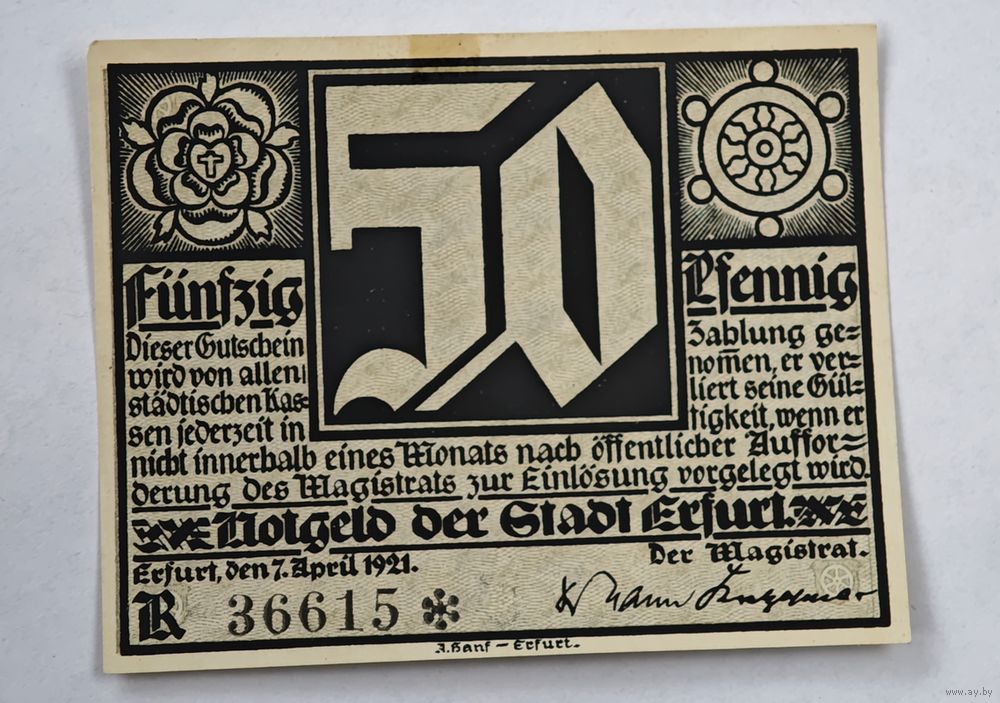 50
Fünfzig
Pfennig
Dieser Gutschein
wird von allen
städtischen Kas=
sen jederzeit in
Zahlung ge=
nom̄en, er ver=
liert seine Gül=
tigkeit, wenn er
nicht innerhalb eines Monats nach öffentlicher Auffor=
derung des Magistrats zur Einlösung vorgelegt wird.
Notgeld der Stadt Erfurt.
Erfurt, den 7. April 1921.
Der Magistrat.
R 36615 *
J. Hanf – Erfurt.
www.ay.by